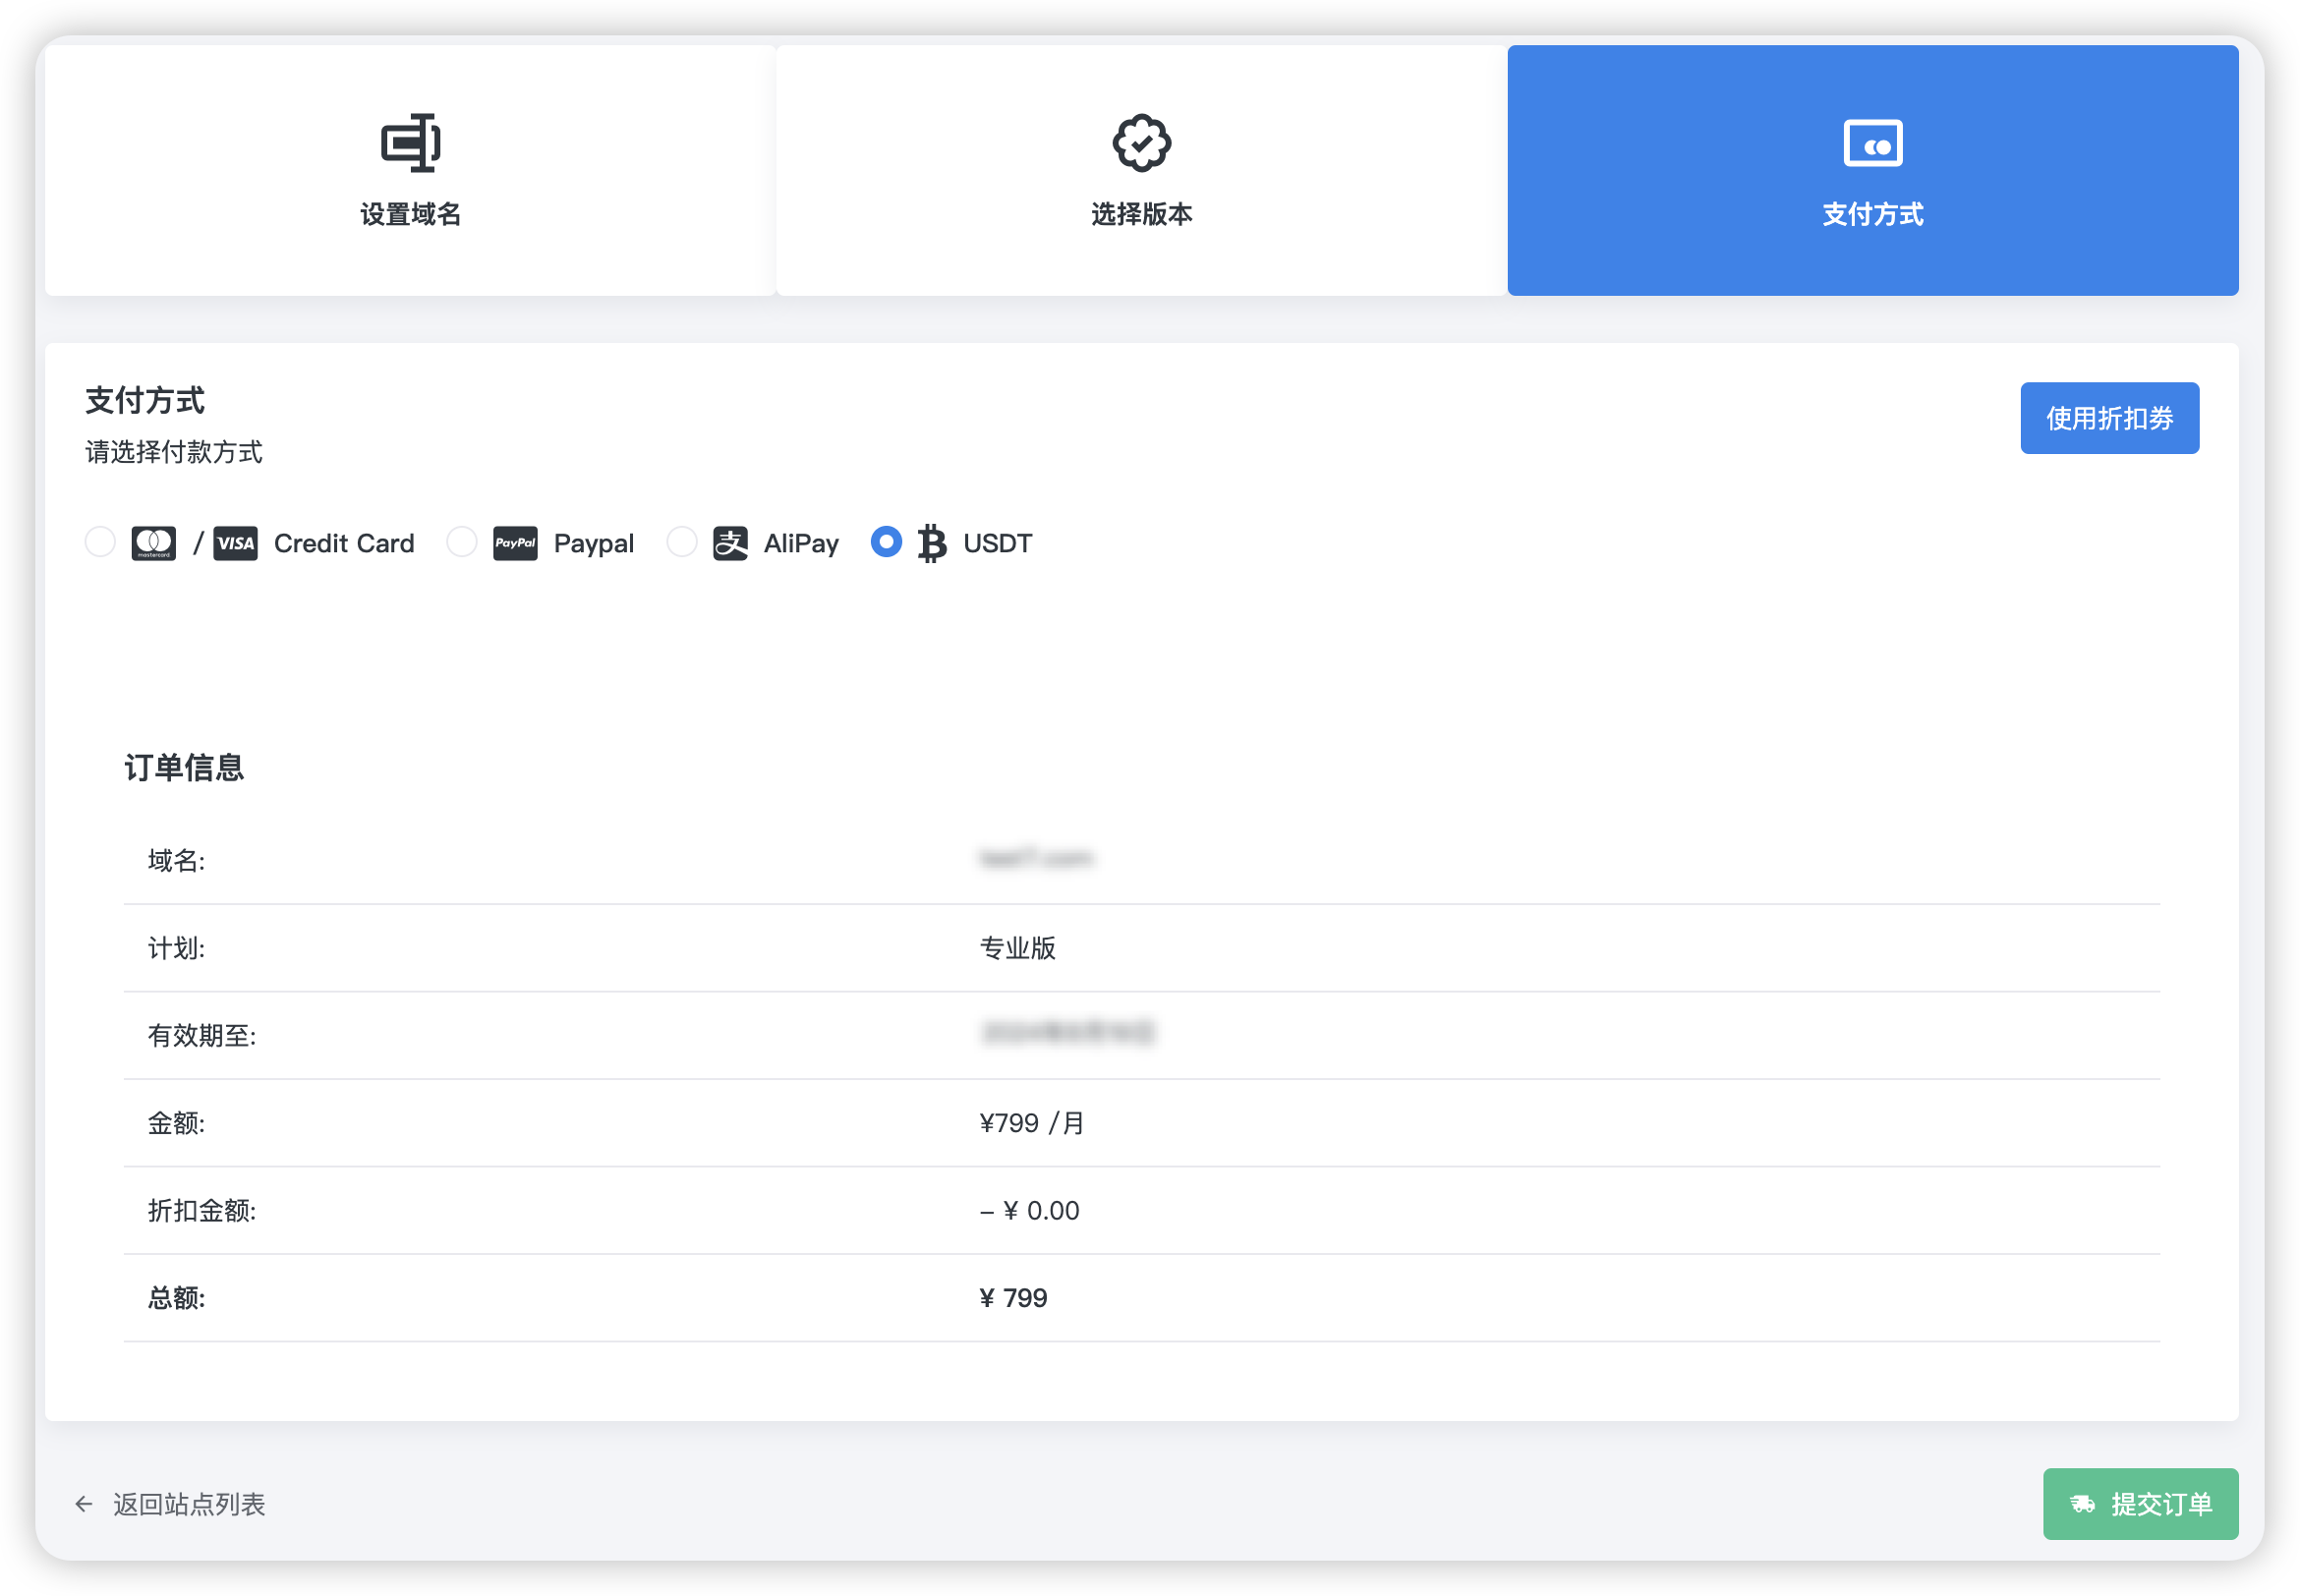 设置域名
选择版本
支付方式
支付方式
使用折扣券
请选择付款方式
mastercard / VISA Credit Card PayPal Paypal 支 AliPay USDT
订单信息
域名:
计划: 专业版
有效期至:
金额: ¥799 /月
折扣金额: – ¥ 0.00
总额: ¥ 799
返回站点列表
提交订单